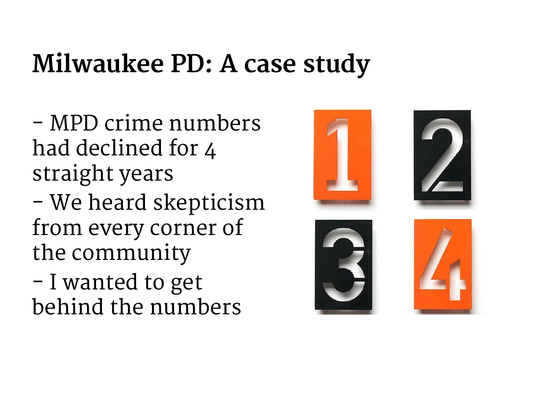 Milwaukee PD: A case study
– MPD crime numbers
had declined for 4
straight years
– We heard skepticism
from every corner of
the community
– I wanted to get
behind the numbers
1 2
3 4